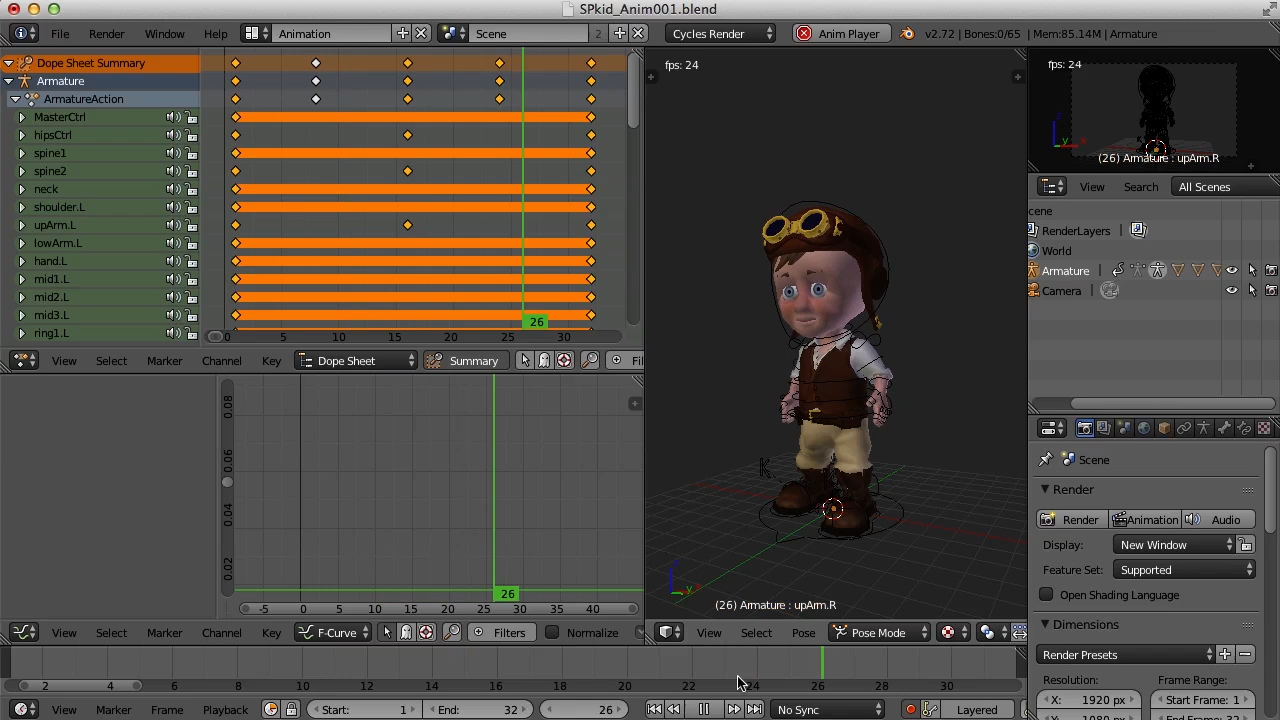 SPkid_Anim001.blend
File Render Window Help Animation Scene 2 Cycles Render Anim Player v2.72 | Bones:0/65 | Mem:85.14M | Armature
Dope Sheet Summary
Armature
ArmatureAction
MasterCtrl
hipsCtrl
spine1
spine2
neck
shoulder.L
upArm.L
lowArm.L
hand.L
mid1.L
mid2.L
mid3.L
ring1.L
26
0 5 10 15 20 25 30
View Select Marker Channel Key Dope Sheet Summary Fil
0.08
0.06
0.04
0.02
26
-5 0 5 10 15 20 25 30 35 40
View Select Marker Channel Key F-Curve Filters Normalize
fps: 24
K
(26) Armature : upArm.R
View Select Pose Pose Mode
fps: 24
(26) Armature : upArm.R
View Search All Scenes
cene
RenderLayers
World
Armature
Camera
Scene
Render
Render Animation Audio
Display: New Window
Feature Set: Supported
Open Shading Language
Dimensions
Render Presets
Resolution: Frame Range:
X: 1920 px Start Frame: 1
2 4 6 8 10 12 14 16 18 20 22 24 26 28 30
View Marker Frame Playback Start: 1 End: 32 26 No Sync Layered